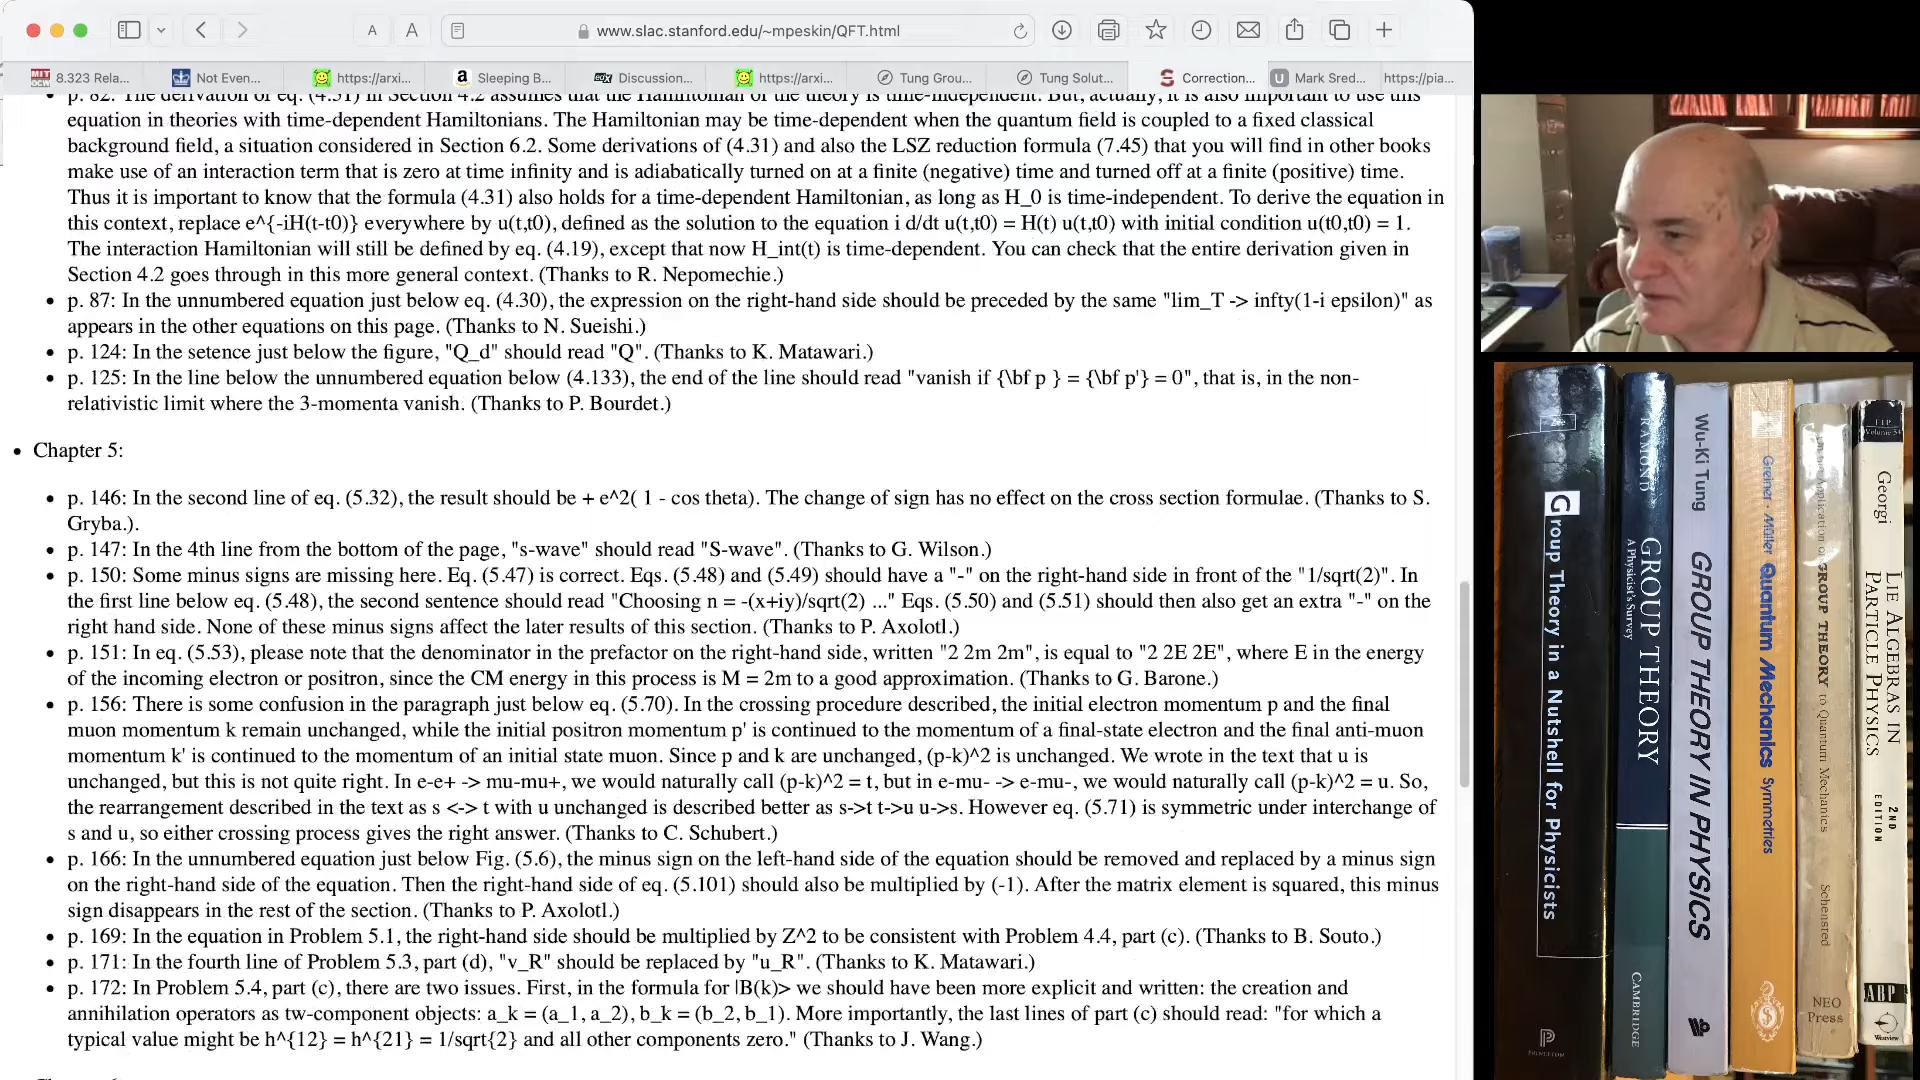 www.slac.stanford.edu/~mpeskin/QFT.html
8.323 Rela...
Not Even...
https://arxi...
Sleeping B...
Discussion...
https://arxi...
Tung Grou...
Tung Solut...
Correction...
Mark Sred...
https://pia...
p. 82: The derivation of eq. (4.31) in Section 4.2 assumes that the Hamiltonian of the theory is time-independent. But, actually, it is also important to use this
equation in theories with time-dependent Hamiltonians. The Hamiltonian may be time-dependent when the quantum field is coupled to a fixed classical
background field, a situation considered in Section 6.2. Some derivations of (4.31) and also the LSZ reduction formula (7.45) that you will find in other books
make use of an interaction term that is zero at time infinity and is adiabatically turned on at a finite (negative) time and turned off at a finite (positive) time.
Thus it is important to know that the formula (4.31) also holds for a time-dependent Hamiltonian, as long as H_0 is time-independent. To derive the equation in
this context, replace e^{-iH(t-t0)} everywhere by u(t,t0), defined as the solution to the equation i d/dt u(t,t0) = H(t) u(t,t0) with initial condition u(t0,t0) = 1.
The interaction Hamiltonian will still be defined by eq. (4.19), except that now H_int(t) is time-dependent. You can check that the entire derivation given in
Section 4.2 goes through in this more general context. (Thanks to R. Nepomechie.)
p. 87: In the unnumbered equation just below eq. (4.30), the expression on the right-hand side should be preceded by the same "lim_T -> infty(1-i epsilon)" as
appears in the other equations on this page. (Thanks to N. Sueishi.)
p. 124: In the setence just below the figure, "Q_d" should read "Q". (Thanks to K. Matawari.)
p. 125: In the line below the unnumbered equation below (4.133), the end of the line should read "vanish if {\bf p } = {\bf p'} = 0", that is, in the non-
relativistic limit where the 3-momenta vanish. (Thanks to P. Bourdet.)
Chapter 5:
p. 146: In the second line of eq. (5.32), the result should be + e^2( 1 - cos theta). The change of sign has no effect on the cross section formulae. (Thanks to S.
Gryba.).
p. 147: In the 4th line from the bottom of the page, "s-wave" should read "S-wave". (Thanks to G. Wilson.)
p. 150: Some minus signs are missing here. Eq. (5.47) is correct. Eqs. (5.48) and (5.49) should have a "-" on the right-hand side in front of the "1/sqrt(2)". In
the first line below eq. (5.48), the second sentence should read "Choosing n = -(x+iy)/sqrt(2) ..." Eqs. (5.50) and (5.51) should then also get an extra "-" on the
right hand side. None of these minus signs affect the later results of this section. (Thanks to P. Axolotl.)
p. 151: In eq. (5.53), please note that the denominator in the prefactor on the right-hand side, written "2 2m 2m", is equal to "2 2E 2E", where E in the energy
of the incoming electron or positron, since the CM energy in this process is M = 2m to a good approximation. (Thanks to G. Barone.)
p. 156: There is some confusion in the paragraph just below eq. (5.70). In the crossing procedure described, the initial electron momentum p and the final
muon momentum k remain unchanged, while the initial positron momentum p' is continued to the momentum of a final-state electron and the final anti-muon
momentum k' is continued to the momentum of an initial state muon. Since p and k are unchanged, (p-k)^2 is unchanged. We wrote in the text that u is
unchanged, but this is not quite right. In e-e+ -> mu-mu+, we would naturally call (p-k)^2 = t, but in e-mu- -> e-mu-, we would naturally call (p-k)^2 = u. So,
the rearrangement described in the text as s <-> t with u unchanged is described better as s->t t->u u->s. However eq. (5.71) is symmetric under interchange of
s and u, so either crossing process gives the right answer. (Thanks to C. Schubert.)
p. 166: In the unnumbered equation just below Fig. (5.6), the minus sign on the left-hand side of the equation should be removed and replaced by a minus sign
on the right-hand side of the equation. Then the right-hand side of eq. (5.101) should also be multiplied by (-1). After the matrix element is squared, this minus
sign disappears in the rest of the section. (Thanks to P. Axolotl.)
p. 169: In the equation in Problem 5.1, the right-hand side should be multiplied by Z^2 to be consistent with Problem 4.4, part (c). (Thanks to B. Souto.)
p. 171: In the fourth line of Problem 5.3, part (d), "v_R" should be replaced by "u_R". (Thanks to K. Matawari.)
p. 172: In Problem 5.4, part (c), there are two issues. First, in the formula for |B(k)> we should have been more explicit and written: the creation and
annihilation operators as tw-component objects: a_k = (a_1, a_2), b_k = (b_2, b_1). More importantly, the last lines of part (c) should read: "for which a
typical value might be h^{12} = h^{21} = 1/sqrt{2} and all other components zero." (Thanks to J. Wang.)
Zee
Group Theory in a Nutshell for Physicists
PRINCETON
RAMOND
GROUP THEORY
A Physicist's Survey
CAMBRIDGE
Wu-Ki Tung
GROUP THEORY IN PHYSICS
Greiner · Müller
Quantum Mechanics
Symmetries
GROUP THEORY to Quantum Mechanics
Schensted
NEO
Press
Georgi
LIE ALGEBRAS IN
PARTICLE PHYSICS
2ND
EDITION
ABP
Westview